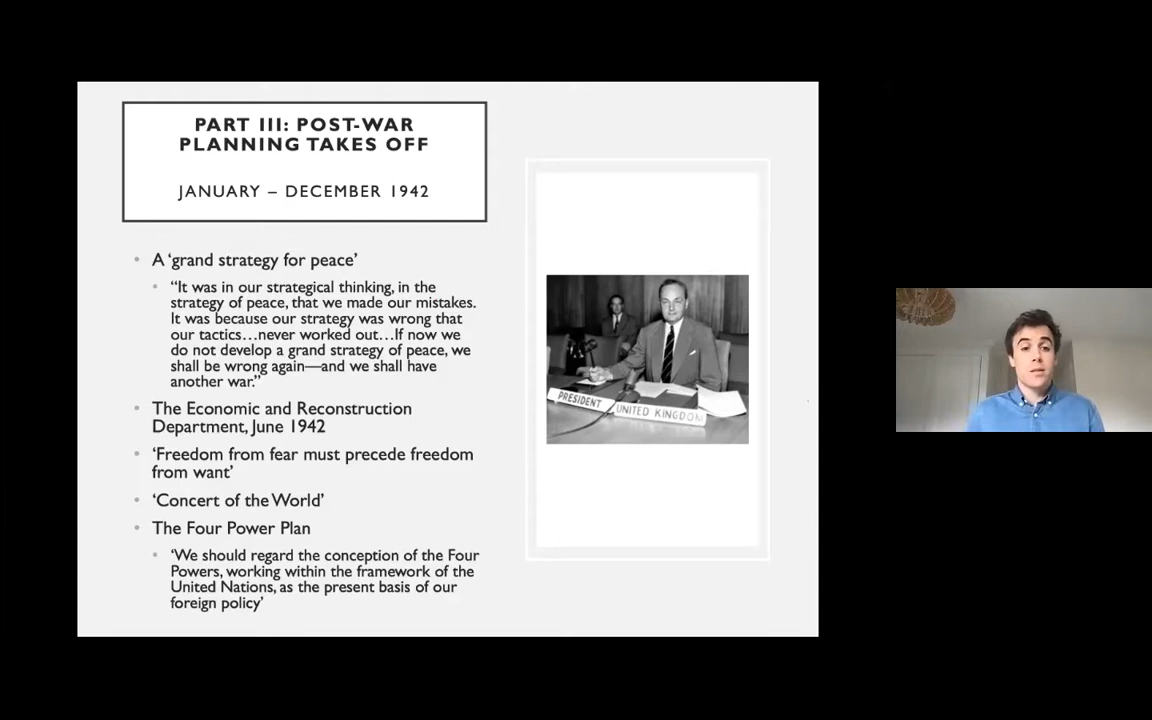 PART III: POST-WAR
PLANNING TAKES OFF
JANUARY – DECEMBER 1942
• A ‘grand strategy for peace’
• “It was in our strategical thinking, in the
strategy of peace, that we made our mistakes.
It was because our strategy was wrong that
our tactics…never worked out…If now we
do not develop a grand strategy of peace, we
shall be wrong again—and we shall have
another war.”
• The Economic and Reconstruction
Department, June 1942
• ‘Freedom from fear must precede freedom
from want’
• ‘Concert of the World’
• The Four Power Plan
• ‘We should regard the conception of the Four
Powers, working within the framework of the
United Nations, as the present basis of our
foreign policy’
PRESIDENT
UNITED KINGDOM